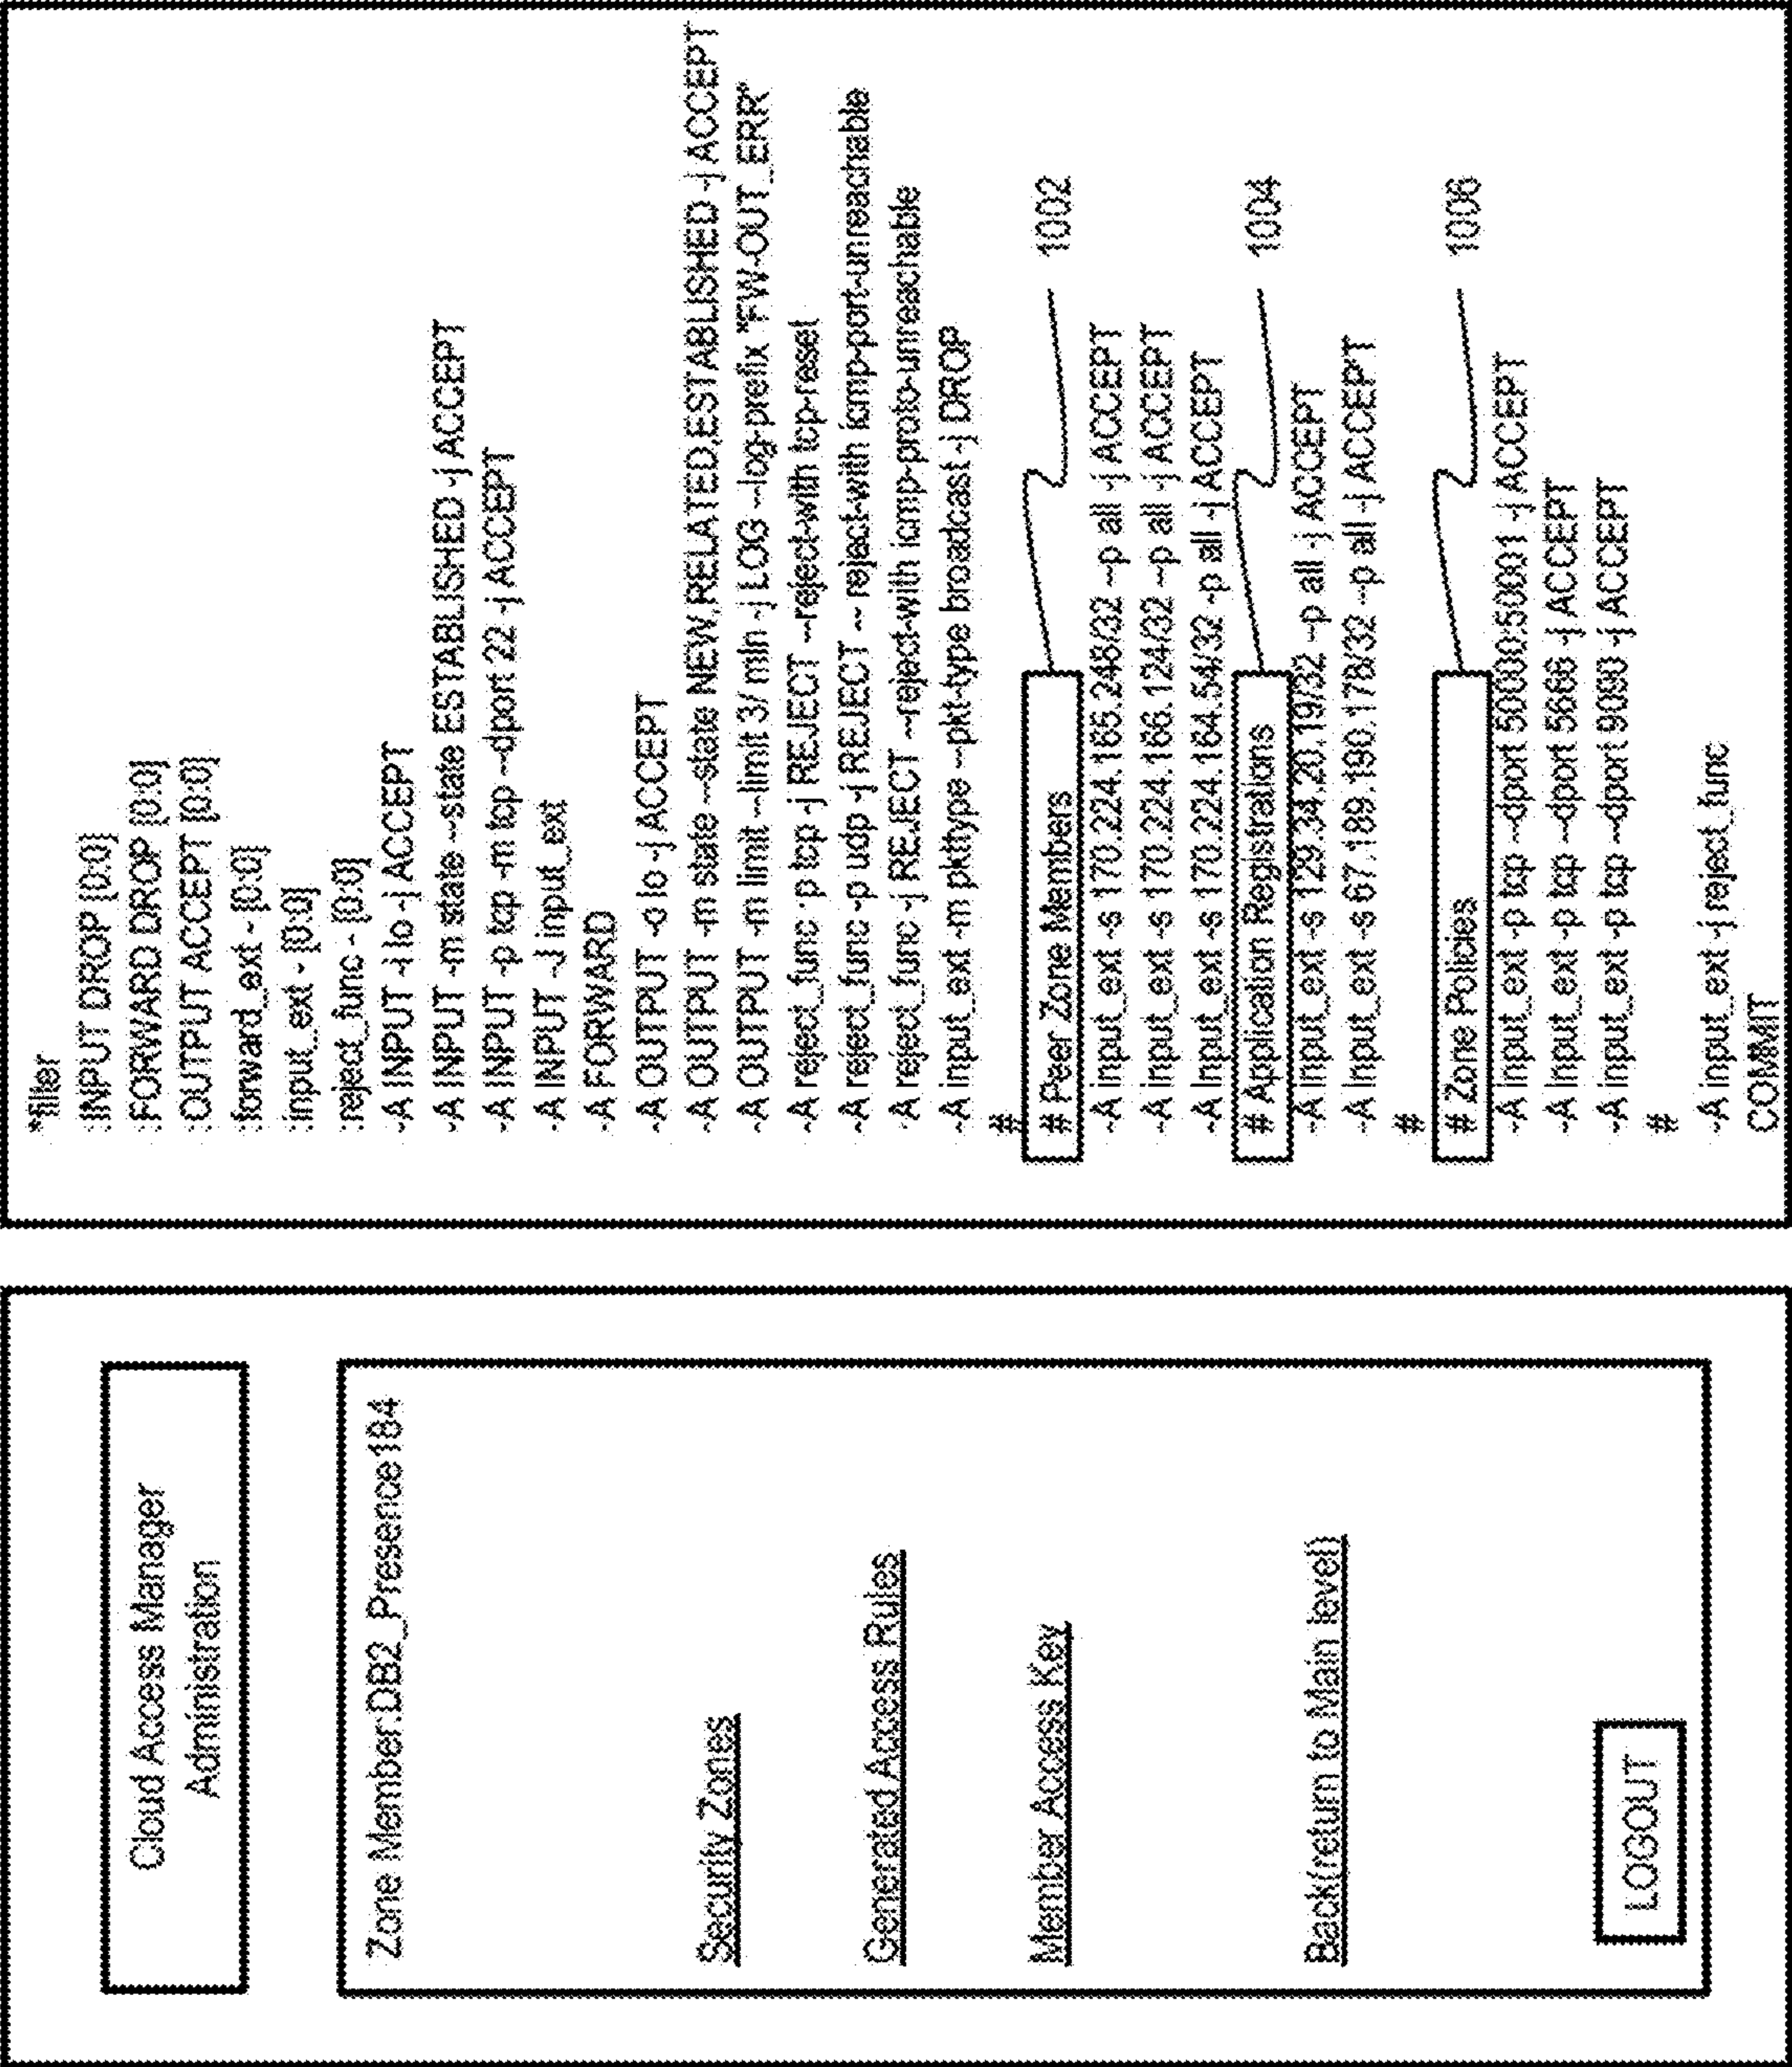 Cloud Access Manager
Administration
Zone Member:DB2_Presence184
Security Zones
Generated Access Rules
Member Access Key
Back(return to Main level)
LOGOUT
*filter
:INPUT DROP [0:0]
:FORWARD DROP [0:0]
:OUTPUT ACCEPT [0:0]
:forward_ext - [0:0]
:input_ext - [0:0]
:reject_func - [0:0]
-A INPUT -i lo -j ACCEPT
-A INPUT -m state --state ESTABLISHED -j ACCEPT
-A INPUT -p tcp -m tcp --dport 22 -j ACCEPT
-A INPUT -J input_ext
-A FORWARD
-A OUTPUT -o lo -j ACCEPT
-A OUTPUT -m state --state NEW,RELATED,ESTABLISHED -j ACCEPT
-A OUTPUT -m limit --limit 3/ min -j LOG --log-prefix "FW-OUT_ERR"
-A reject_func -p tcp -j REJECT --reject-with tcp-reset
-A reject_func -p udp -j REJECT -- reject-with icmp-port-unreachable
-A reject_func -j REJECT --reject-with icmp-proto-unreachable
-A input_ext -m pkttype --pkt-type broadcast -j DROP
#
# Peer Zone Members 1002
-A input_ext -s 170.224.165.248/32 -p all -j ACCEPT
-A input_ext -s 170.224.166.124/32 -p all -j ACCEPT
-A input_ext -s 170.224.164.54/32 -p all -j ACCEPT
# Application Registrations 1004
-A input_ext -s 129.34.20.19/32 -p all -j ACCEPT
-A input_ext -s 67.189.190.178/32 -p all -j ACCEPT
#
# Zone Policies 1006
-A input_ext -p tcp --dport 50000:50001 -j ACCEPT
-A input_ext -p tcp --dport 5666 -j ACCEPT
-A input_ext -p tcp --dport 9090 -j ACCEPT
#
-A input_ext -j reject_func
COMMIT